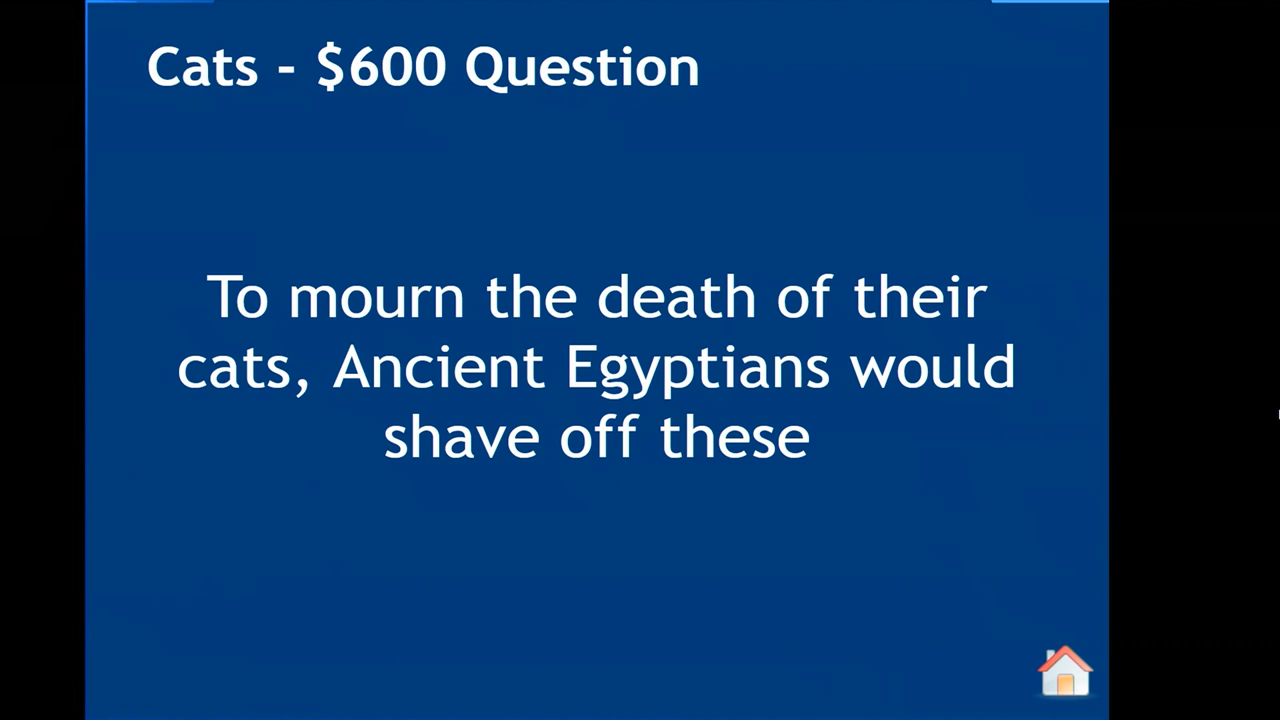 Cats - $600 Question
To mourn the death of their
cats, Ancient Egyptians would
shave off these